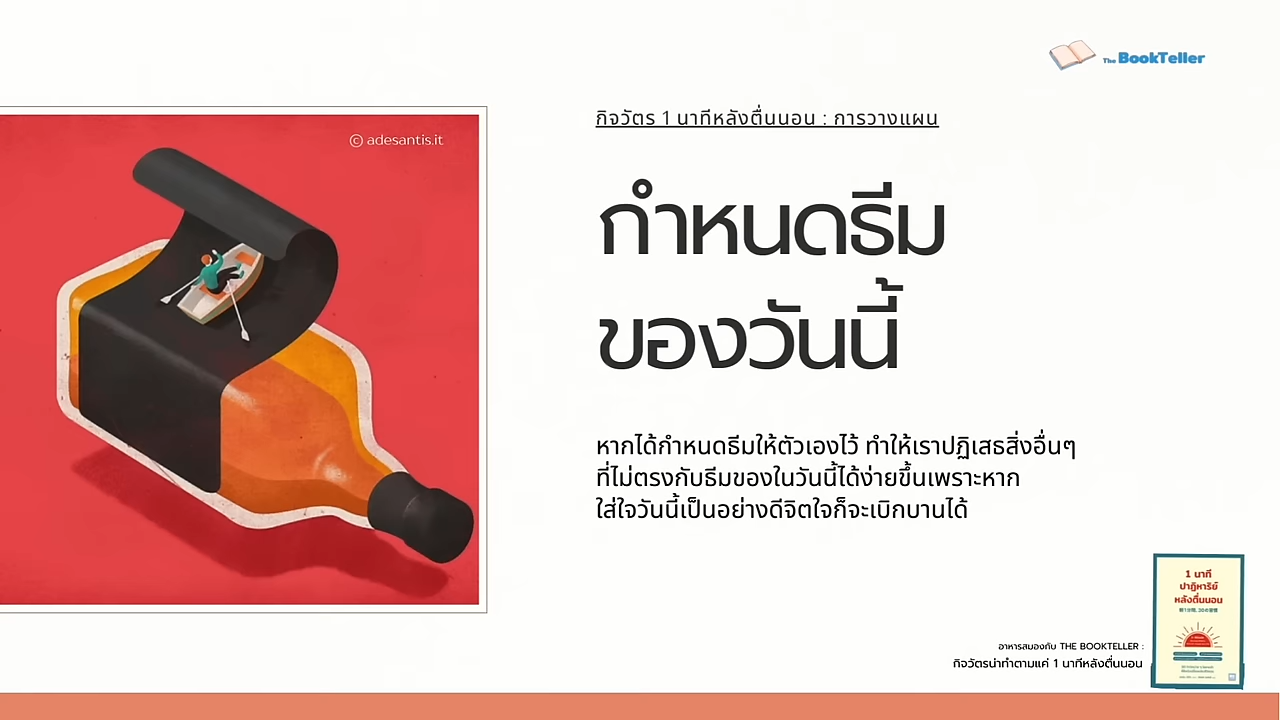 The BookTeller
กิจวัตร 1 นาทีหลังตื่นนอน : การวางแผน
© adesantis.it
กำหนดธีม
ของวันนี้
หากได้กำหนดธีมให้ตัวเองไว้ ทำให้เราปฏิเสธสิ่งอื่นๆ
ที่ไม่ตรงกับธีมของในวันนี้ได้ง่ายขึ้นเพราะหาก
ใส่ใจวันนี้เป็นอย่างดีจิตใจก็จะเบิกบานได้
1 นาที
ปาฏิหาริย์
หลังตื่นนอน
อาหารสมองกับ THE BOOKTELLER :
กิจวัตรน่าทำตามแค่ 1 นาทีหลังตื่นนอน